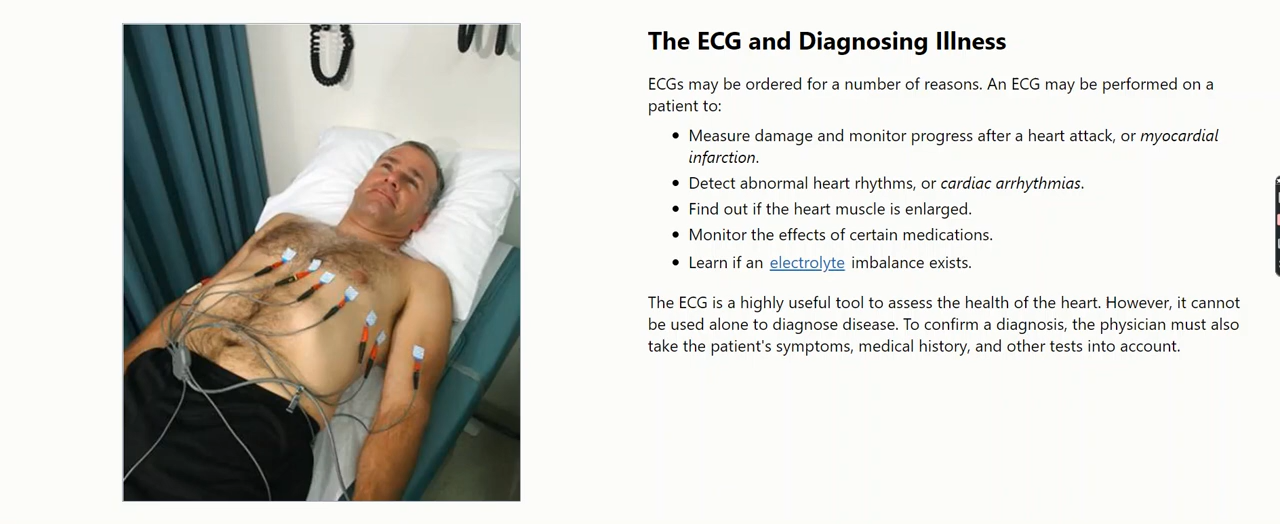 The ECG and Diagnosing Illness
ECGs may be ordered for a number of reasons. An ECG may be performed on a
patient to:
• Measure damage and monitor progress after a heart attack, or myocardial
infarction.
• Detect abnormal heart rhythms, or cardiac arrhythmias.
• Find out if the heart muscle is enlarged.
• Monitor the effects of certain medications.
• Learn if an electrolyte imbalance exists.
The ECG is a highly useful tool to assess the health of the heart. However, it cannot
be used alone to diagnose disease. To confirm a diagnosis, the physician must also
take the patient's symptoms, medical history, and other tests into account.